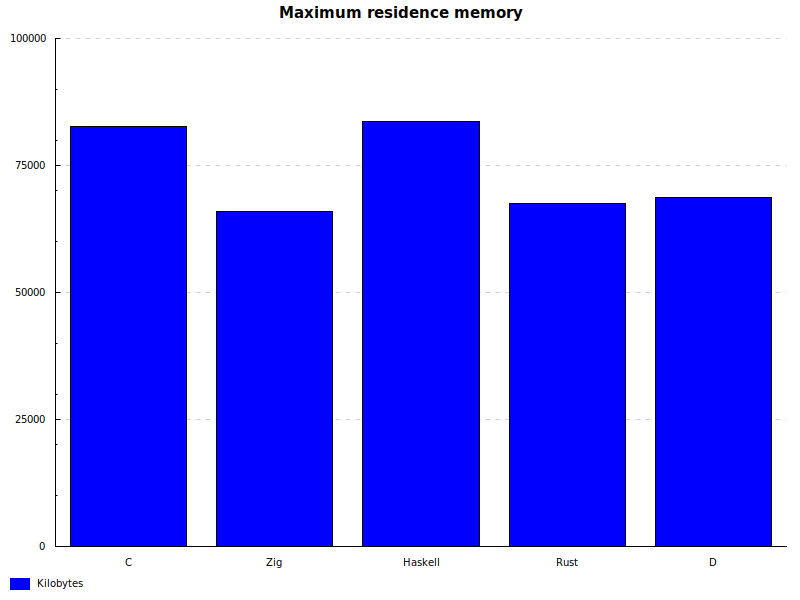 Maximum residence memory
100000
75000
50000
25000
0
C Zig Haskell Rust D
Kilobytes